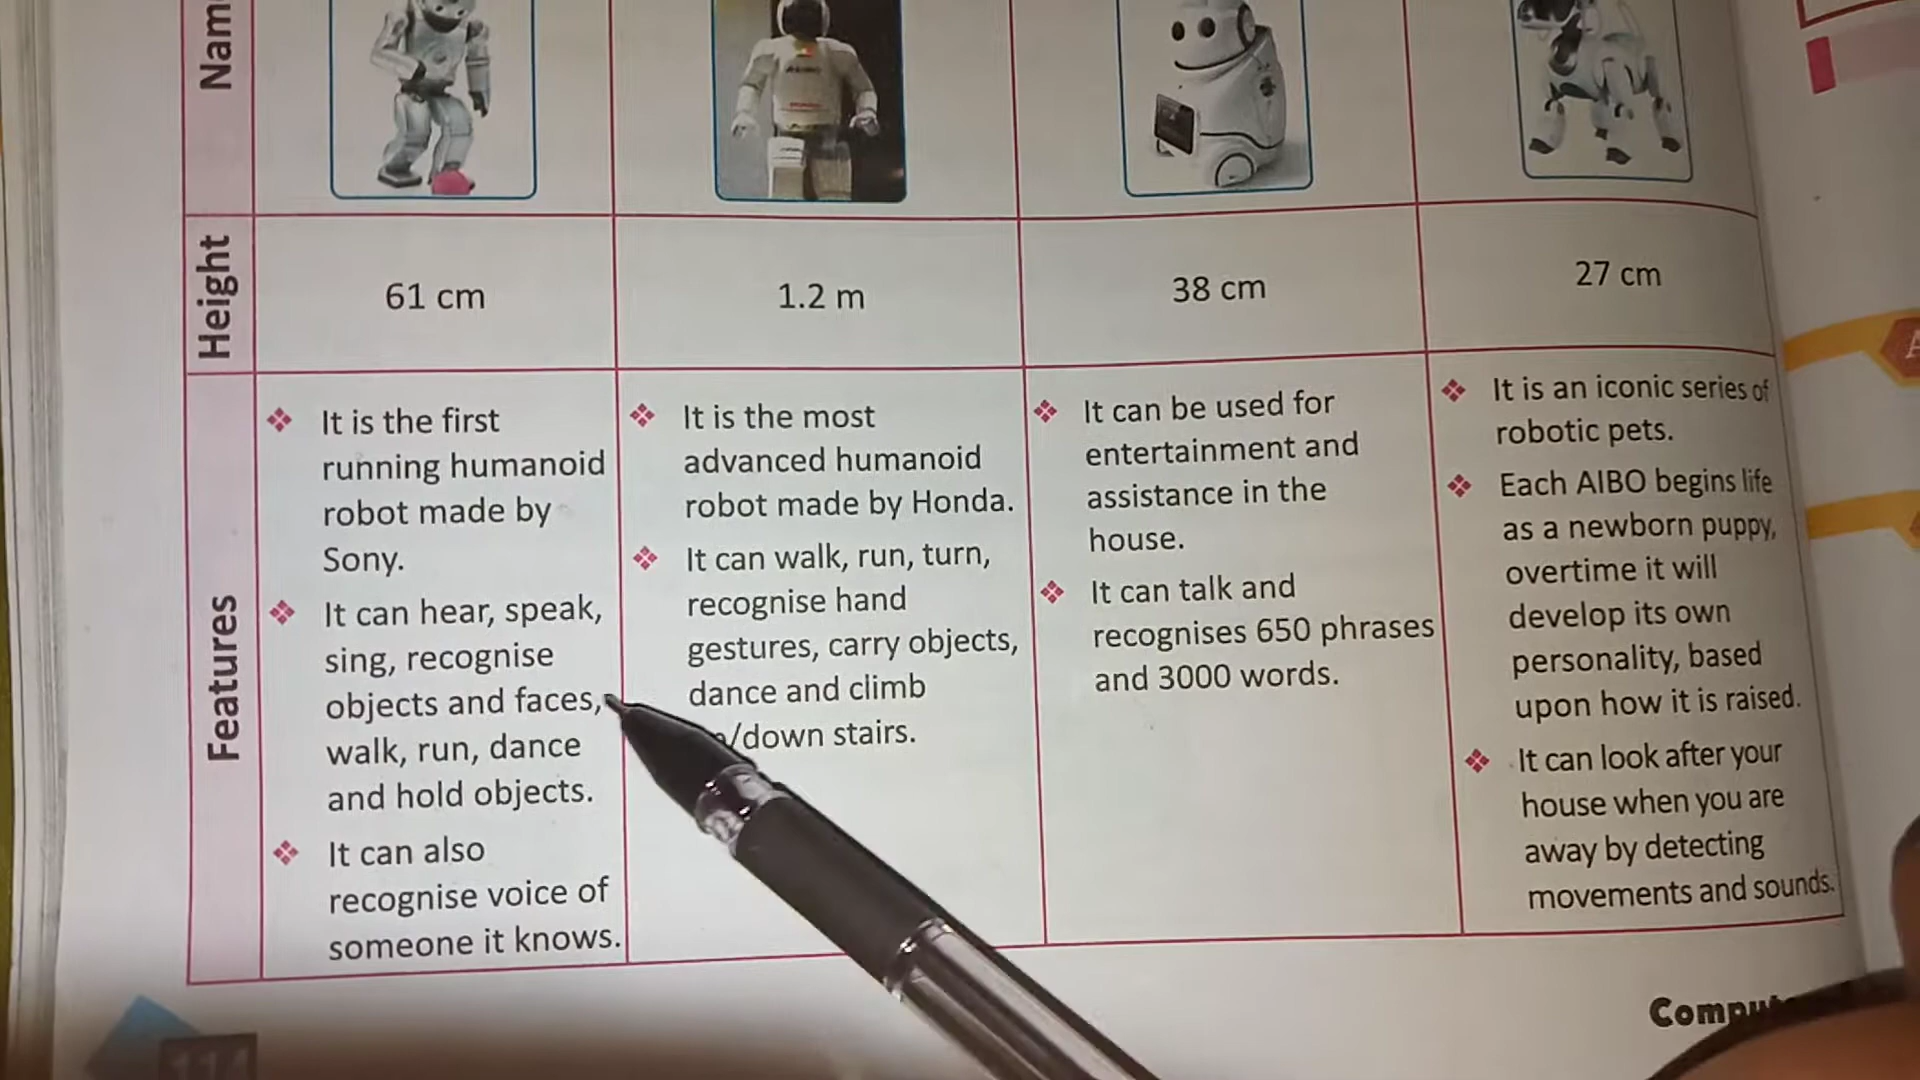 Nam
Height
61 cm
1.2 m
38 cm
27 cm
Features
It is the first
running humanoid
robot made by
Sony.
It can hear, speak,
sing, recognise
objects and faces,
walk, run, dance
and hold objects.
It can also
recognise voice of
someone it knows.
It is the most
advanced humanoid
robot made by Honda.
It can walk, run, turn,
recognise hand
gestures, carry objects,
dance and climb
/down stairs.
It can be used for
entertainment and
assistance in the
house.
It can talk and
recognises 650 phrases
and 3000 words.
It is an iconic series of
robotic pets.
Each AIBO begins life
as a newborn puppy,
overtime it will
develop its own
personality, based
upon how it is raised.
It can look after your
house when you are
away by detecting
movements and sounds.
Compu
114